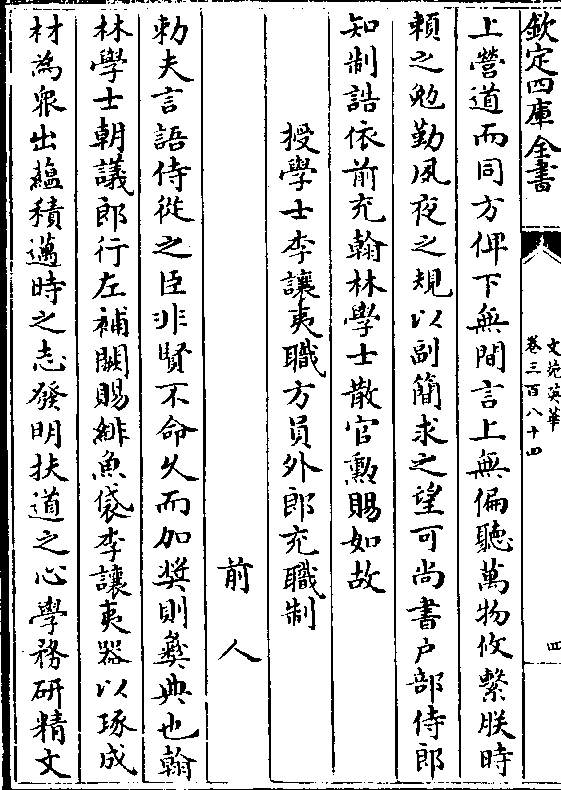 欽定四庫全書
文苑英華
卷三百八十四
四
上營道而同方俾下無間言上無偏聽萬物攸繫朕時
賴之勉勤夙夜之規以副簡求之望可尚書户部侍郎
知制誥依前充翰林學士散官勲賜如故
授學士李讓夷職方員外郎充職制
前人
勅夫言語侍從之臣非賢不命久而加奨則彛典也翰
林學士朝議郎行左補闕賜緋魚袋李讓夷器以琢成
材為衆出蘊積邁時之志發明扶道之心學務研精文